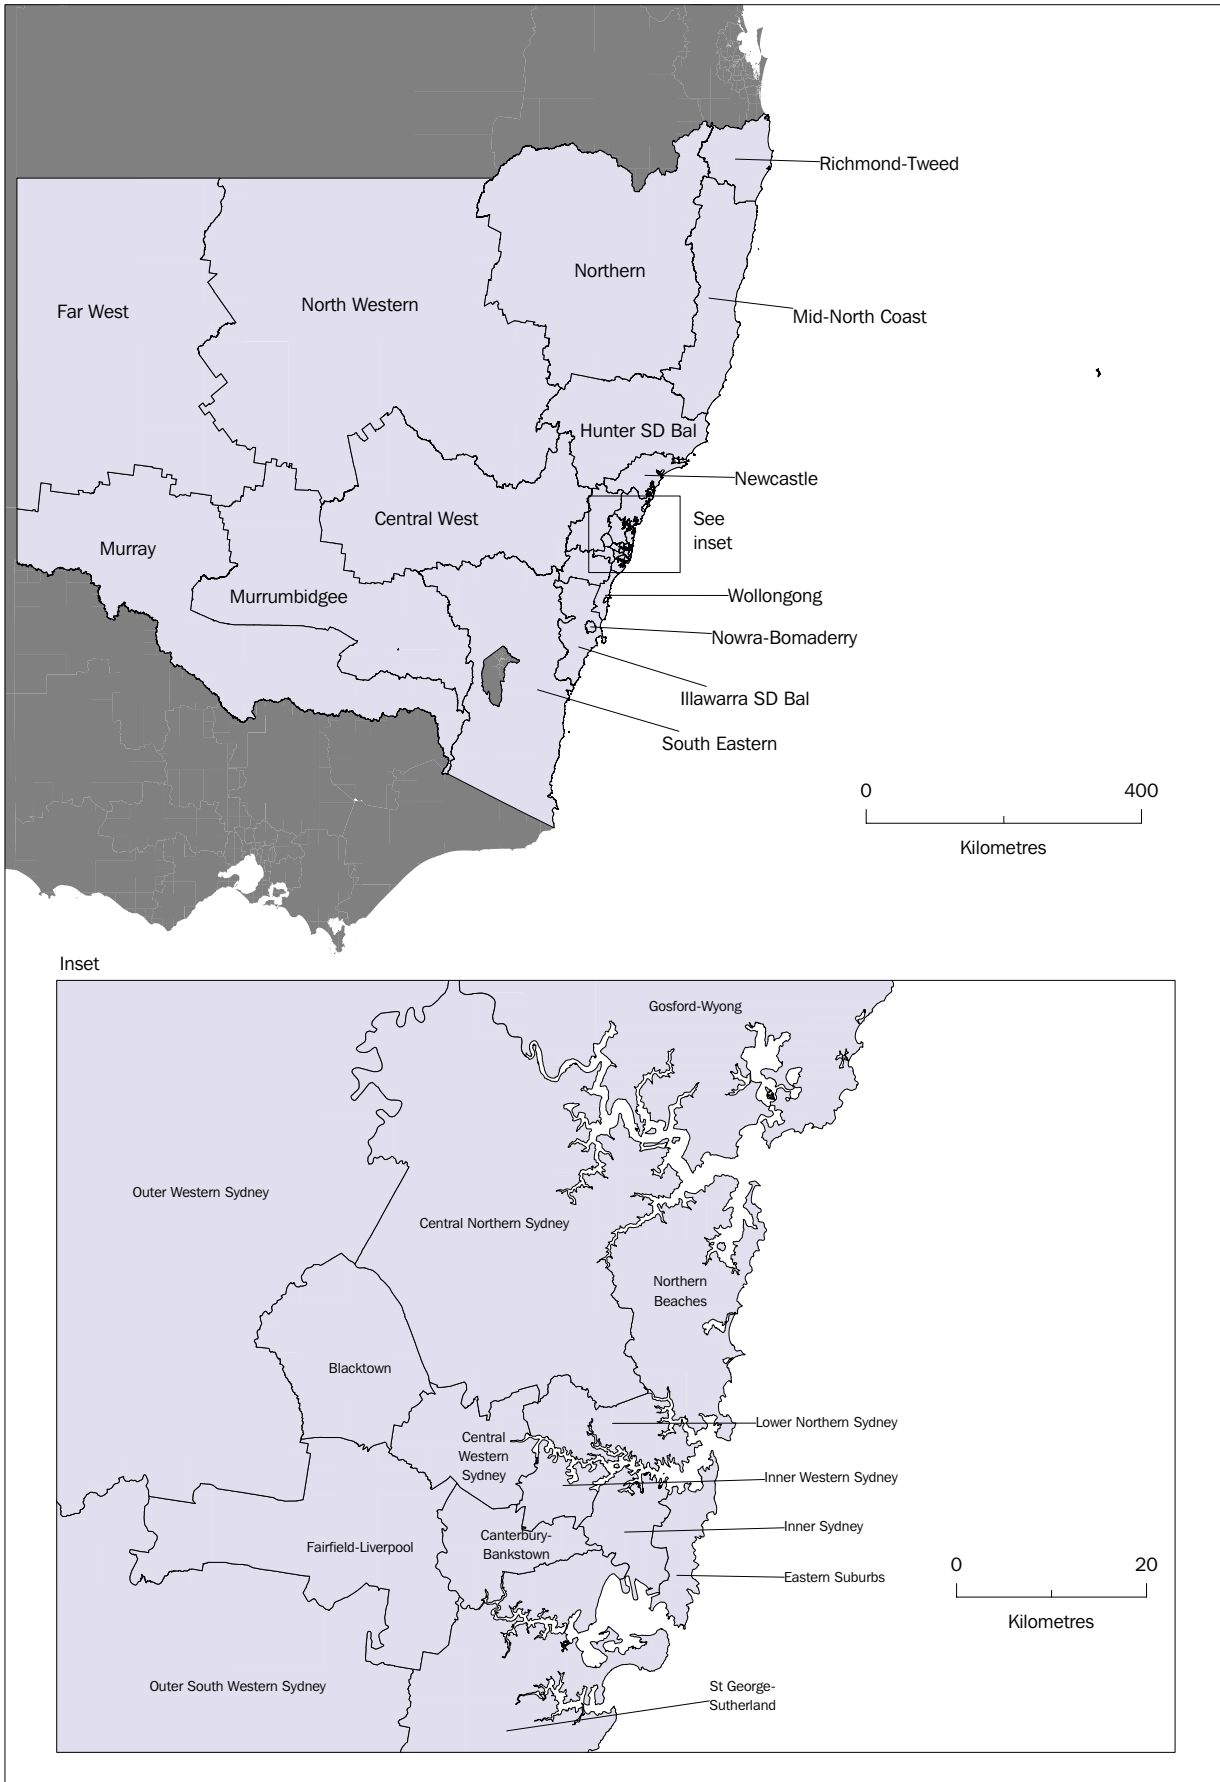 Richmond-Tweed
Northern
North Western
Far West
Mid-North Coast
Hunter SD Bal
Newcastle
Central West
See
inset
Murray
Murrumbidgee
Wollongong
Nowra-Bomaderry
Illawarra SD Bal
South Eastern
0 400
Kilometres
Inset
Gosford-Wyong
Outer Western Sydney
Central Northern Sydney
Northern
Beaches
Blacktown
Lower Northern Sydney
Central
Western
Sydney
Inner Western Sydney
Inner Sydney
Canterbury-
Bankstown
Fairfield-Liverpool
Eastern Suburbs
0 20
Kilometres
Outer South Western Sydney
St George-
Sutherland